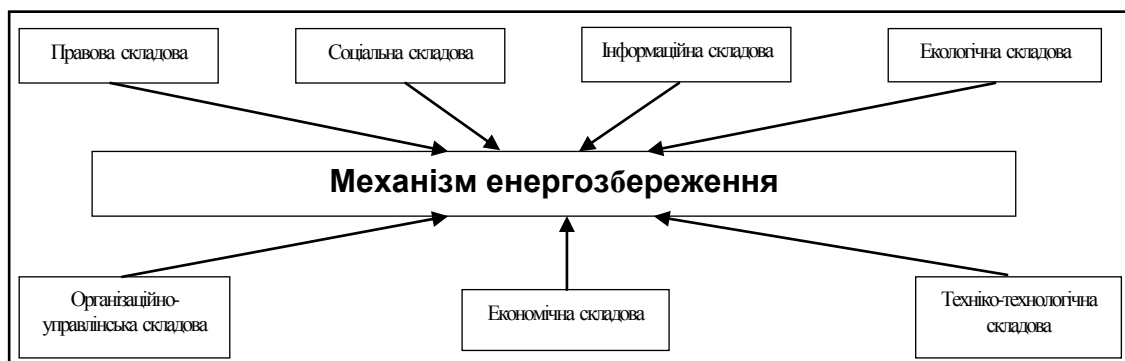 Правова складова
Соціальна складова
Інформаційна складова
Екологічна складова
Механізм енергозбереження
Організаційно-
управлінська складова
Економічна складова
Техніко-технологічна
складова